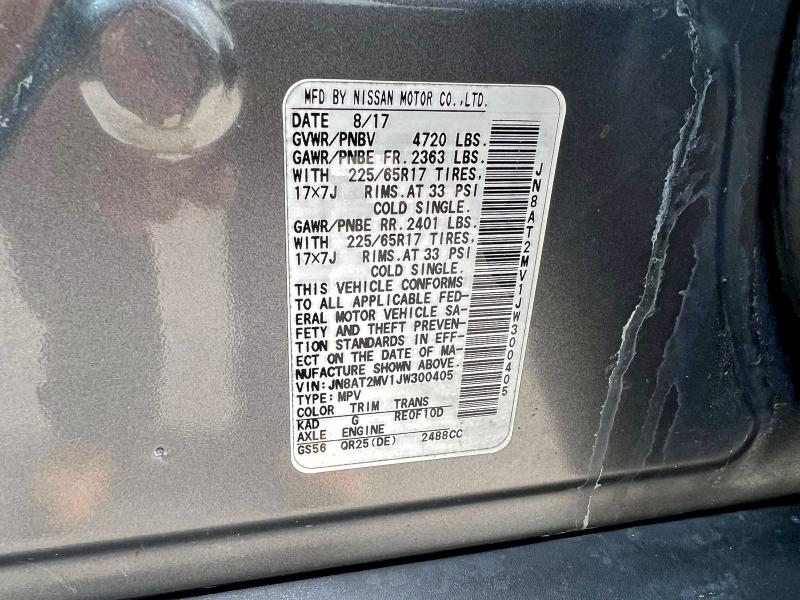 MFD BY NISSAN MOTOR CO.,LTD.
DATE 8/17
GVWR/PNBV 4720 LBS.
GAWR/PNBE FR. 2363 LBS.
WITH 225/65R17 TIRES,
17×7J RIMS.AT 33 PSI
COLD SINGLE.
GAWR/PNBE RR. 2401 LBS.
WITH 225/65R17 TIRES,
17×7J RIMS.AT 33 PSI
COLD SINGLE.
THIS VEHICLE CONFORMS
TO ALL APPLICABLE FED-
ERAL MOTOR VEHICLE SA-
FETY AND THEFT PREVEN-
TION STANDARDS IN EFF-
ECT ON THE DATE OF MA-
NUFACTURE SHOWN ABOVE.
VIN: JN8AT2MV1JW300405
TYPE: MPV
COLOR TRIM TRANS
KAD G RE0F10D
AXLE ENGINE
GS56 QR25(DE) 2488CC
JN8AT2MV1JW300405